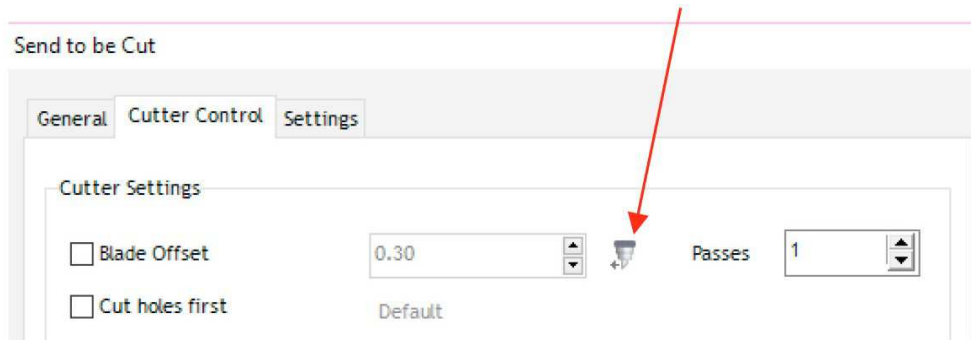 Send to be Cut
General Cutter Control Settings
Cutter Settings
Blade Offset 0.30 Passes 1
Cut holes first Default